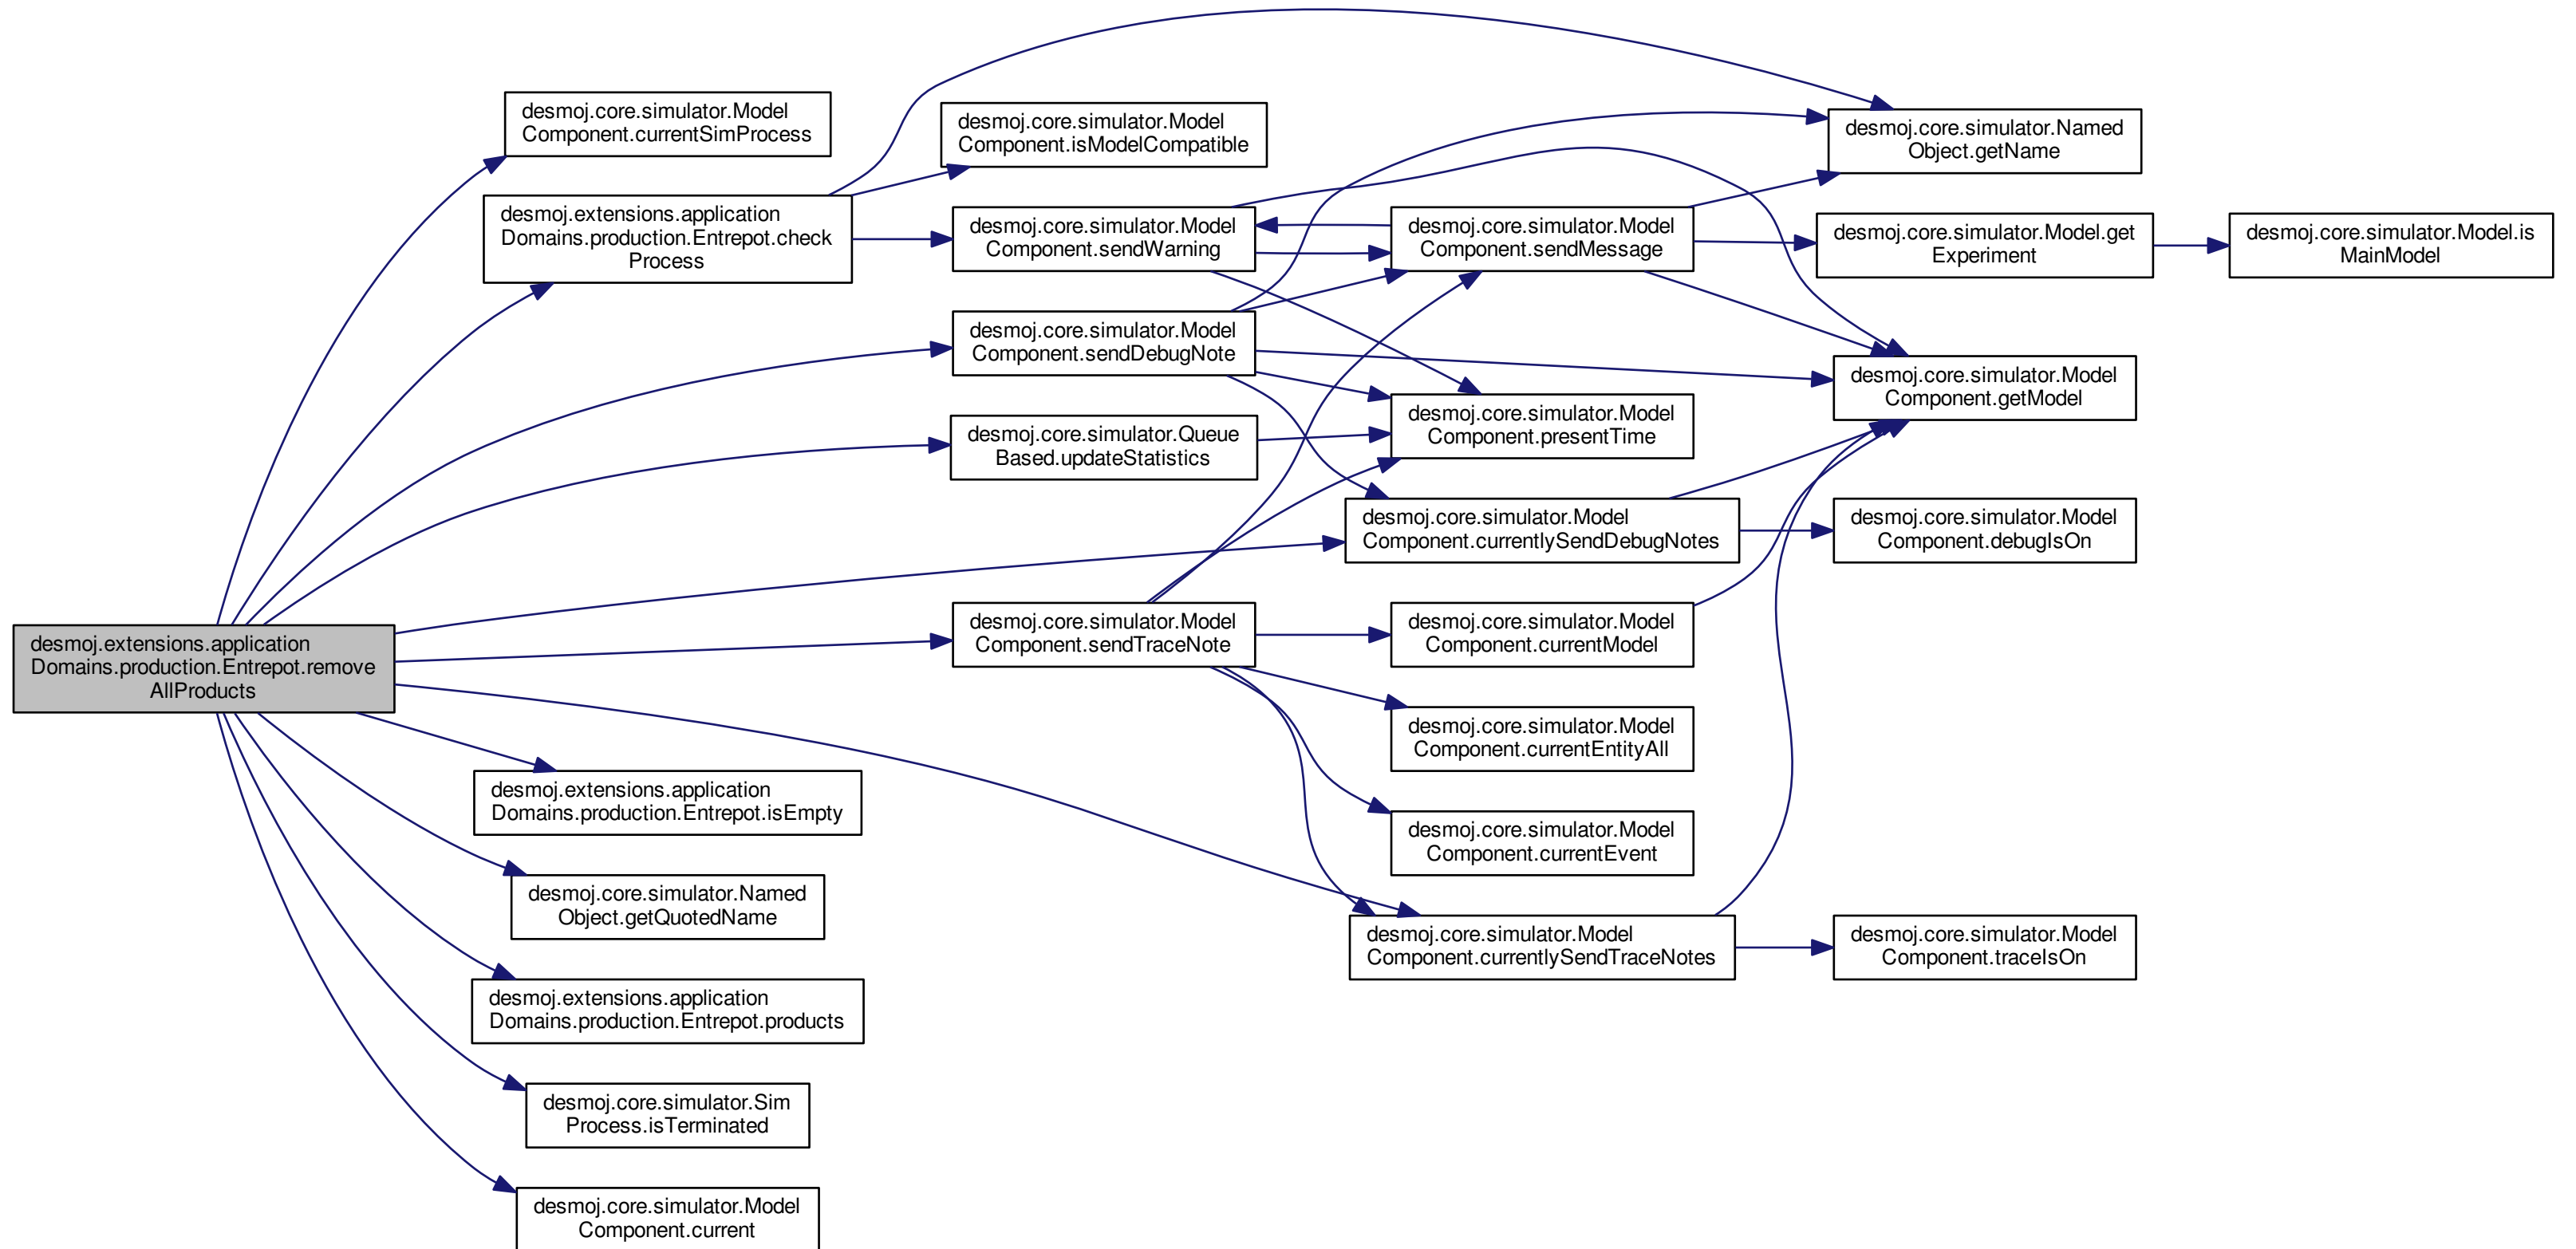 desmoj.extensions.application
Domains.production.Entrepot.remove
AllProducts
desmoj.core.simulator.Model
Component.currentSimProcess
desmoj.extensions.application
Domains.production.Entrepot.check
Process
desmoj.extensions.application
Domains.production.Entrepot.isEmpty
desmoj.core.simulator.Named
Object.getQuotedName
desmoj.extensions.application
Domains.production.Entrepot.products
desmoj.core.simulator.Sim
Process.isTerminated
desmoj.core.simulator.Model
Component.current
desmoj.core.simulator.Model
Component.isModelCompatible
desmoj.core.simulator.Model
Component.sendWarning
desmoj.core.simulator.Model
Component.sendDebugNote
desmoj.core.simulator.Queue
Based.updateStatistics
desmoj.core.simulator.Model
Component.sendTraceNote
desmoj.core.simulator.Model
Component.sendMessage
desmoj.core.simulator.Model
Component.presentTime
desmoj.core.simulator.Model
Component.currentlySendDebugNotes
desmoj.core.simulator.Model
Component.currentModel
desmoj.core.simulator.Model
Component.currentEntityAll
desmoj.core.simulator.Model
Component.currentEvent
desmoj.core.simulator.Model
Component.currentlySendTraceNotes
desmoj.core.simulator.Named
Object.getName
desmoj.core.simulator.Model.get
Experiment
desmoj.core.simulator.Model
Component.getModel
desmoj.core.simulator.Model
Component.debugIsOn
desmoj.core.simulator.Model
Component.traceIsOn
desmoj.core.simulator.Model.is
MainModel